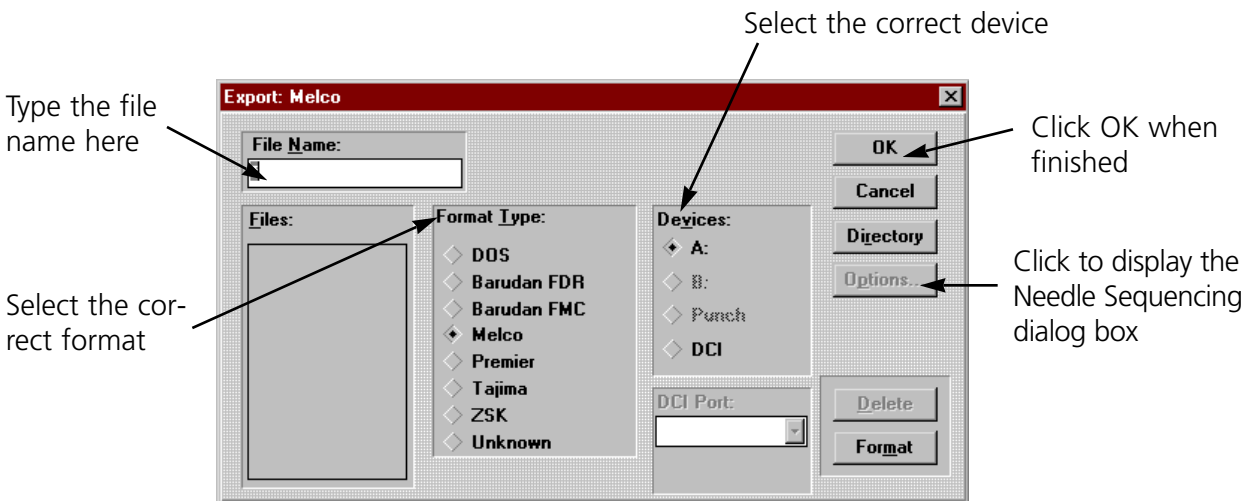 Select the correct device
Type the file
name here
Export: Melco
File Name:
OK
Click OK when
finished
Cancel
Files:
Format Type:
Devices:
Directory
DOS
A:
Options...
Click to display the
Needle Sequencing
dialog box
Barudan FDR
B:
Select the cor-
rect format
Barudan FMC
Punch
Melco
DCI
Premier
Tajima
DCI Port:
Delete
ZSK
Unknown
Format